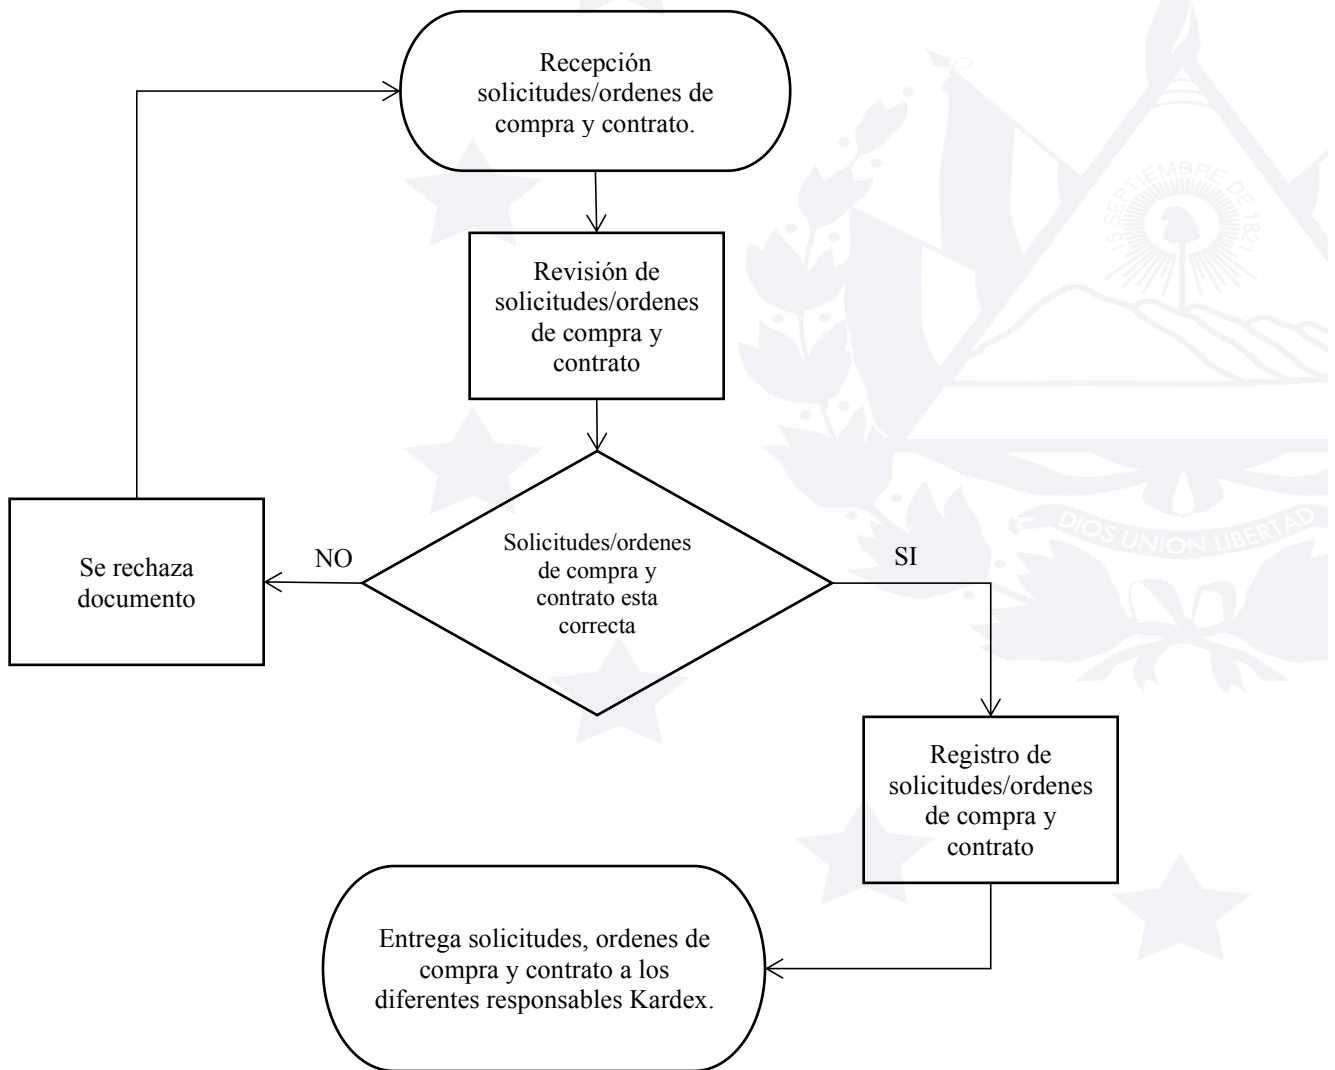 Recepción
solicitudes/ordenes de
compra y contrato.
Revisión de
solicitudes/ordenes
de compra y
contrato
Solicitudes/ordenes
de compra y
contrato esta
correcta
NO
SI
Se rechaza
documento
Registro de
solicitudes/ordenes
de compra y
contrato
Entrega solicitudes, ordenes de
compra y contrato a los
diferentes responsables Kardex.
15 SEPTIEMBRE DE 1821
DIOS UNION LIBERTAD